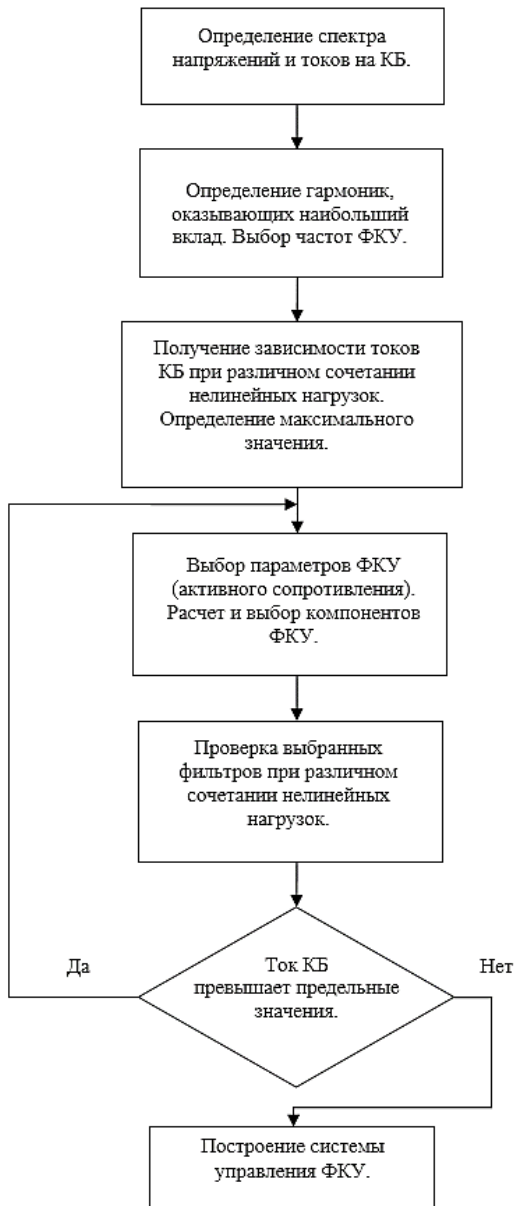 Определение спектра
напряжений и токов на КБ.
Определение гармоник,
оказывающих наибольший
вклад. Выбор частот ФКУ.
Получение зависимости токов
КБ при различном сочетании
нелинейных нагрузок.
Определение максимального
значения.
Выбор параметров ФКУ
(активного сопротивления).
Расчет и выбор компонентов
ФКУ.
Проверка выбранных
фильтров при различном
сочетании нелинейных
нагрузок.
Да
Ток КБ
превышает предельные
значения.
Нет
Построение системы
управления ФКУ.